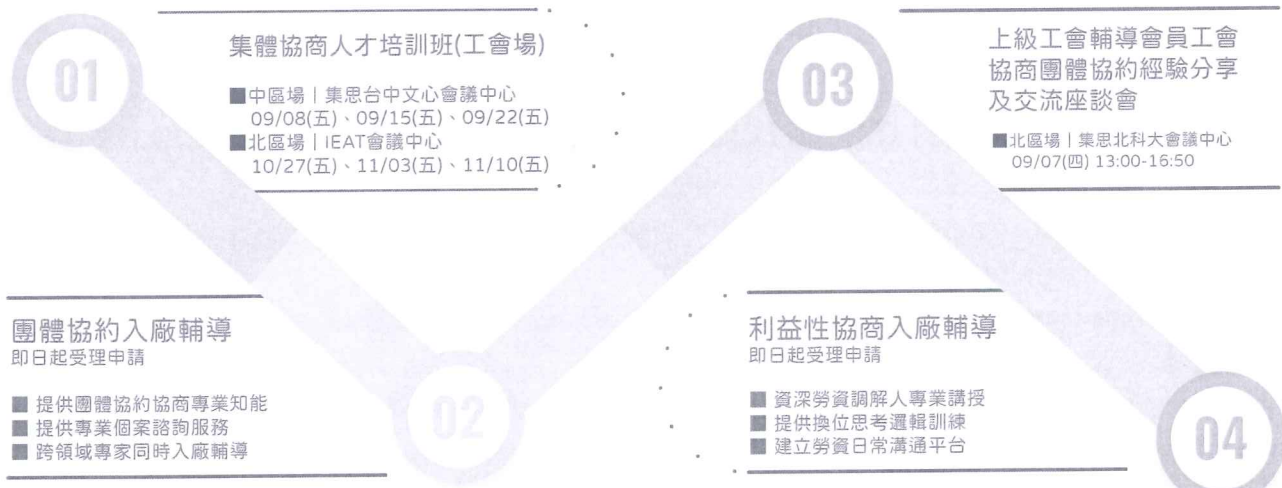 01
集體協商人才培訓班(工會場)
■中區場｜集思台中文心會議中心
09/08(五)、09/15(五)、09/22(五)
■北區場｜IEAT會議中心
10/27(五)、11/03(五)、11/10(五)
團體協約入廠輔導
即日起受理申請
■ 提供團體協約協商專業知能
■ 提供專業個案諮詢服務
■ 跨領域專家同時入廠輔導
02
03
上級工會輔導會員工會
協商團體協約經驗分享
及交流座談會
■北區場｜集思北科大會議中心
09/07(四) 13:00-16:50
利益性協商入廠輔導
即日起受理申請
■ 資深勞資調解人專業講授
■ 提供換位思考邏輯訓練
■ 建立勞資日常溝通平台
04